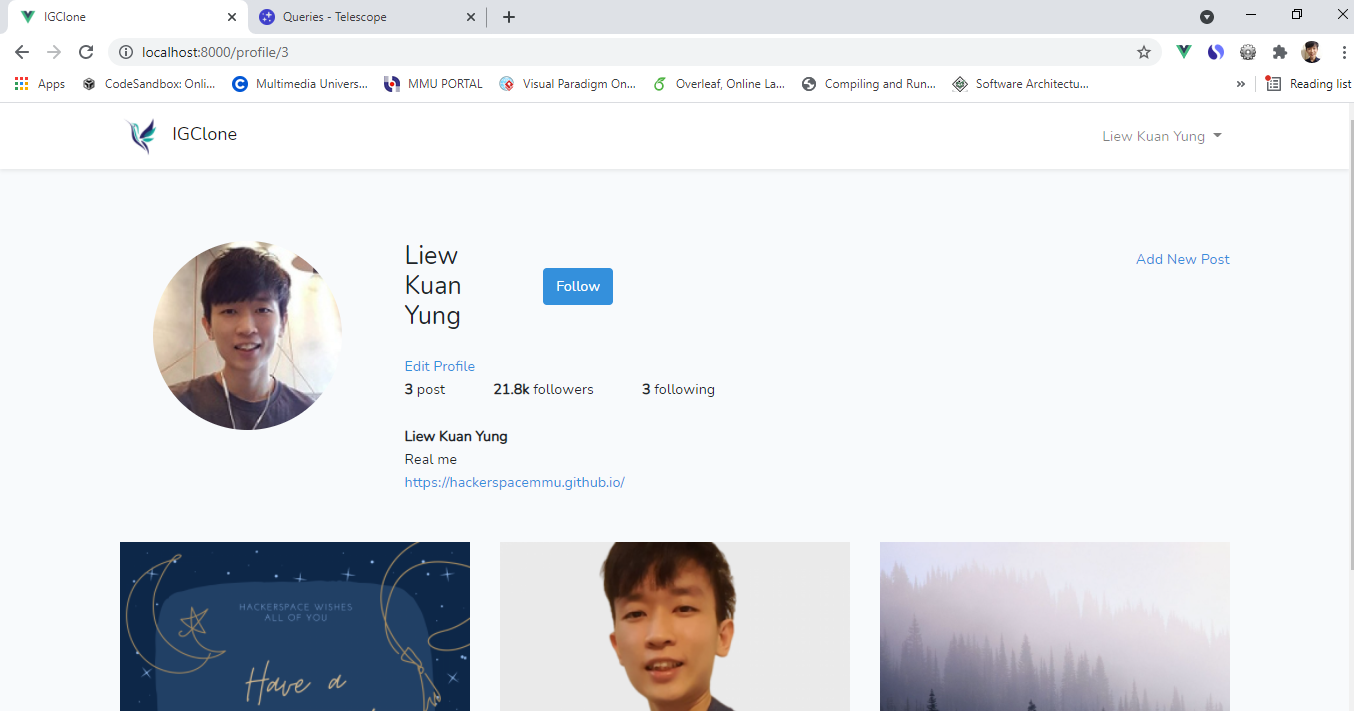 IGClone
Queries - Telescope
localhost:8000/profile/3
Apps
CodeSandbox: Onli...
Multimedia Univers...
MMU PORTAL
Visual Paradigm On...
Overleaf, Online La...
Compiling and Run...
Software Architectu...
»
Reading list
IGClone
Liew Kuan Yung
Liew
Kuan
Yung
Follow
Add New Post
Edit Profile
3 post
21.8k followers
3 following
Liew Kuan Yung
Real me
https://hackerspacemmu.github.io/
HACKERSPACE WISHES
ALL OF YOU
Have a